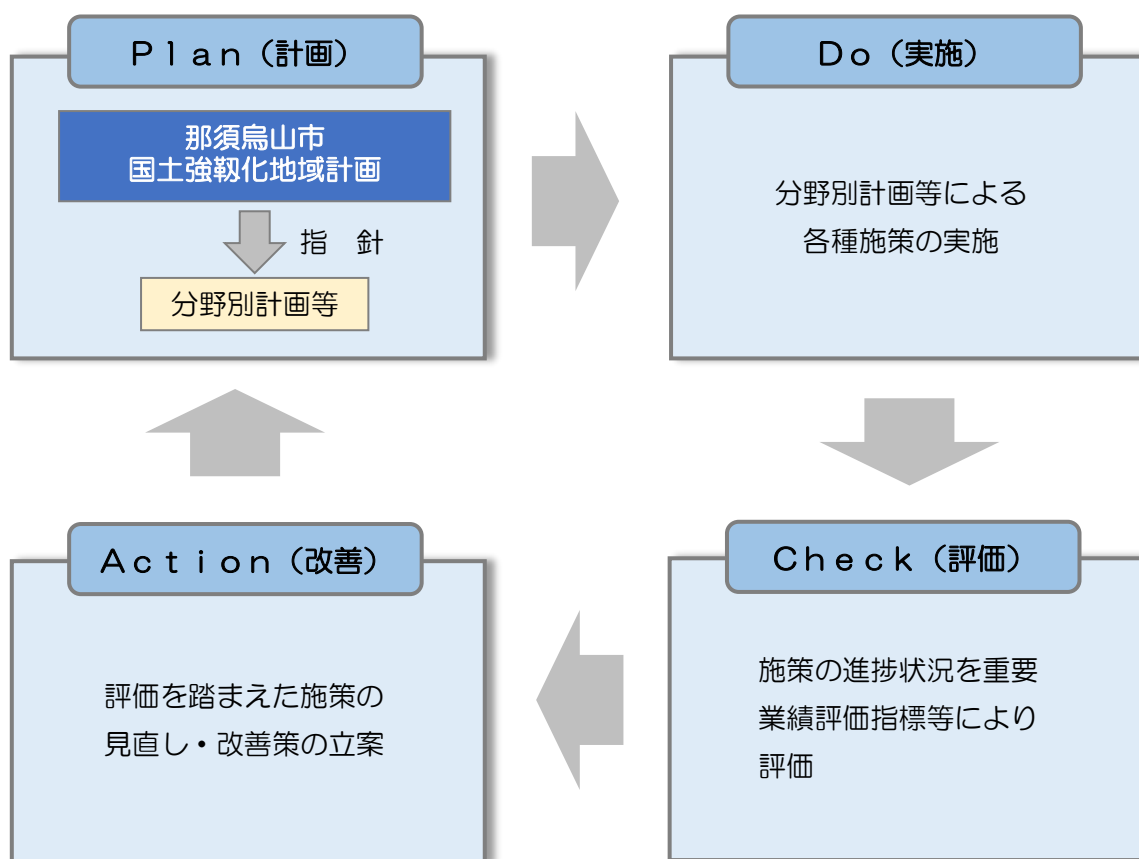 Ｐｌａｎ（計画）
那須烏山市
国土強靱化地域計画
指　針
分野別計画等
Ｄｏ（実施）
分野別計画等による
各種施策の実施
Ａｃｔｉｏｎ（改善）
評価を踏まえた施策の
見直し・改善策の立案
Ｃｈｅｃｋ（評価）
施策の進捗状況を重要
業績評価指標等により
評価